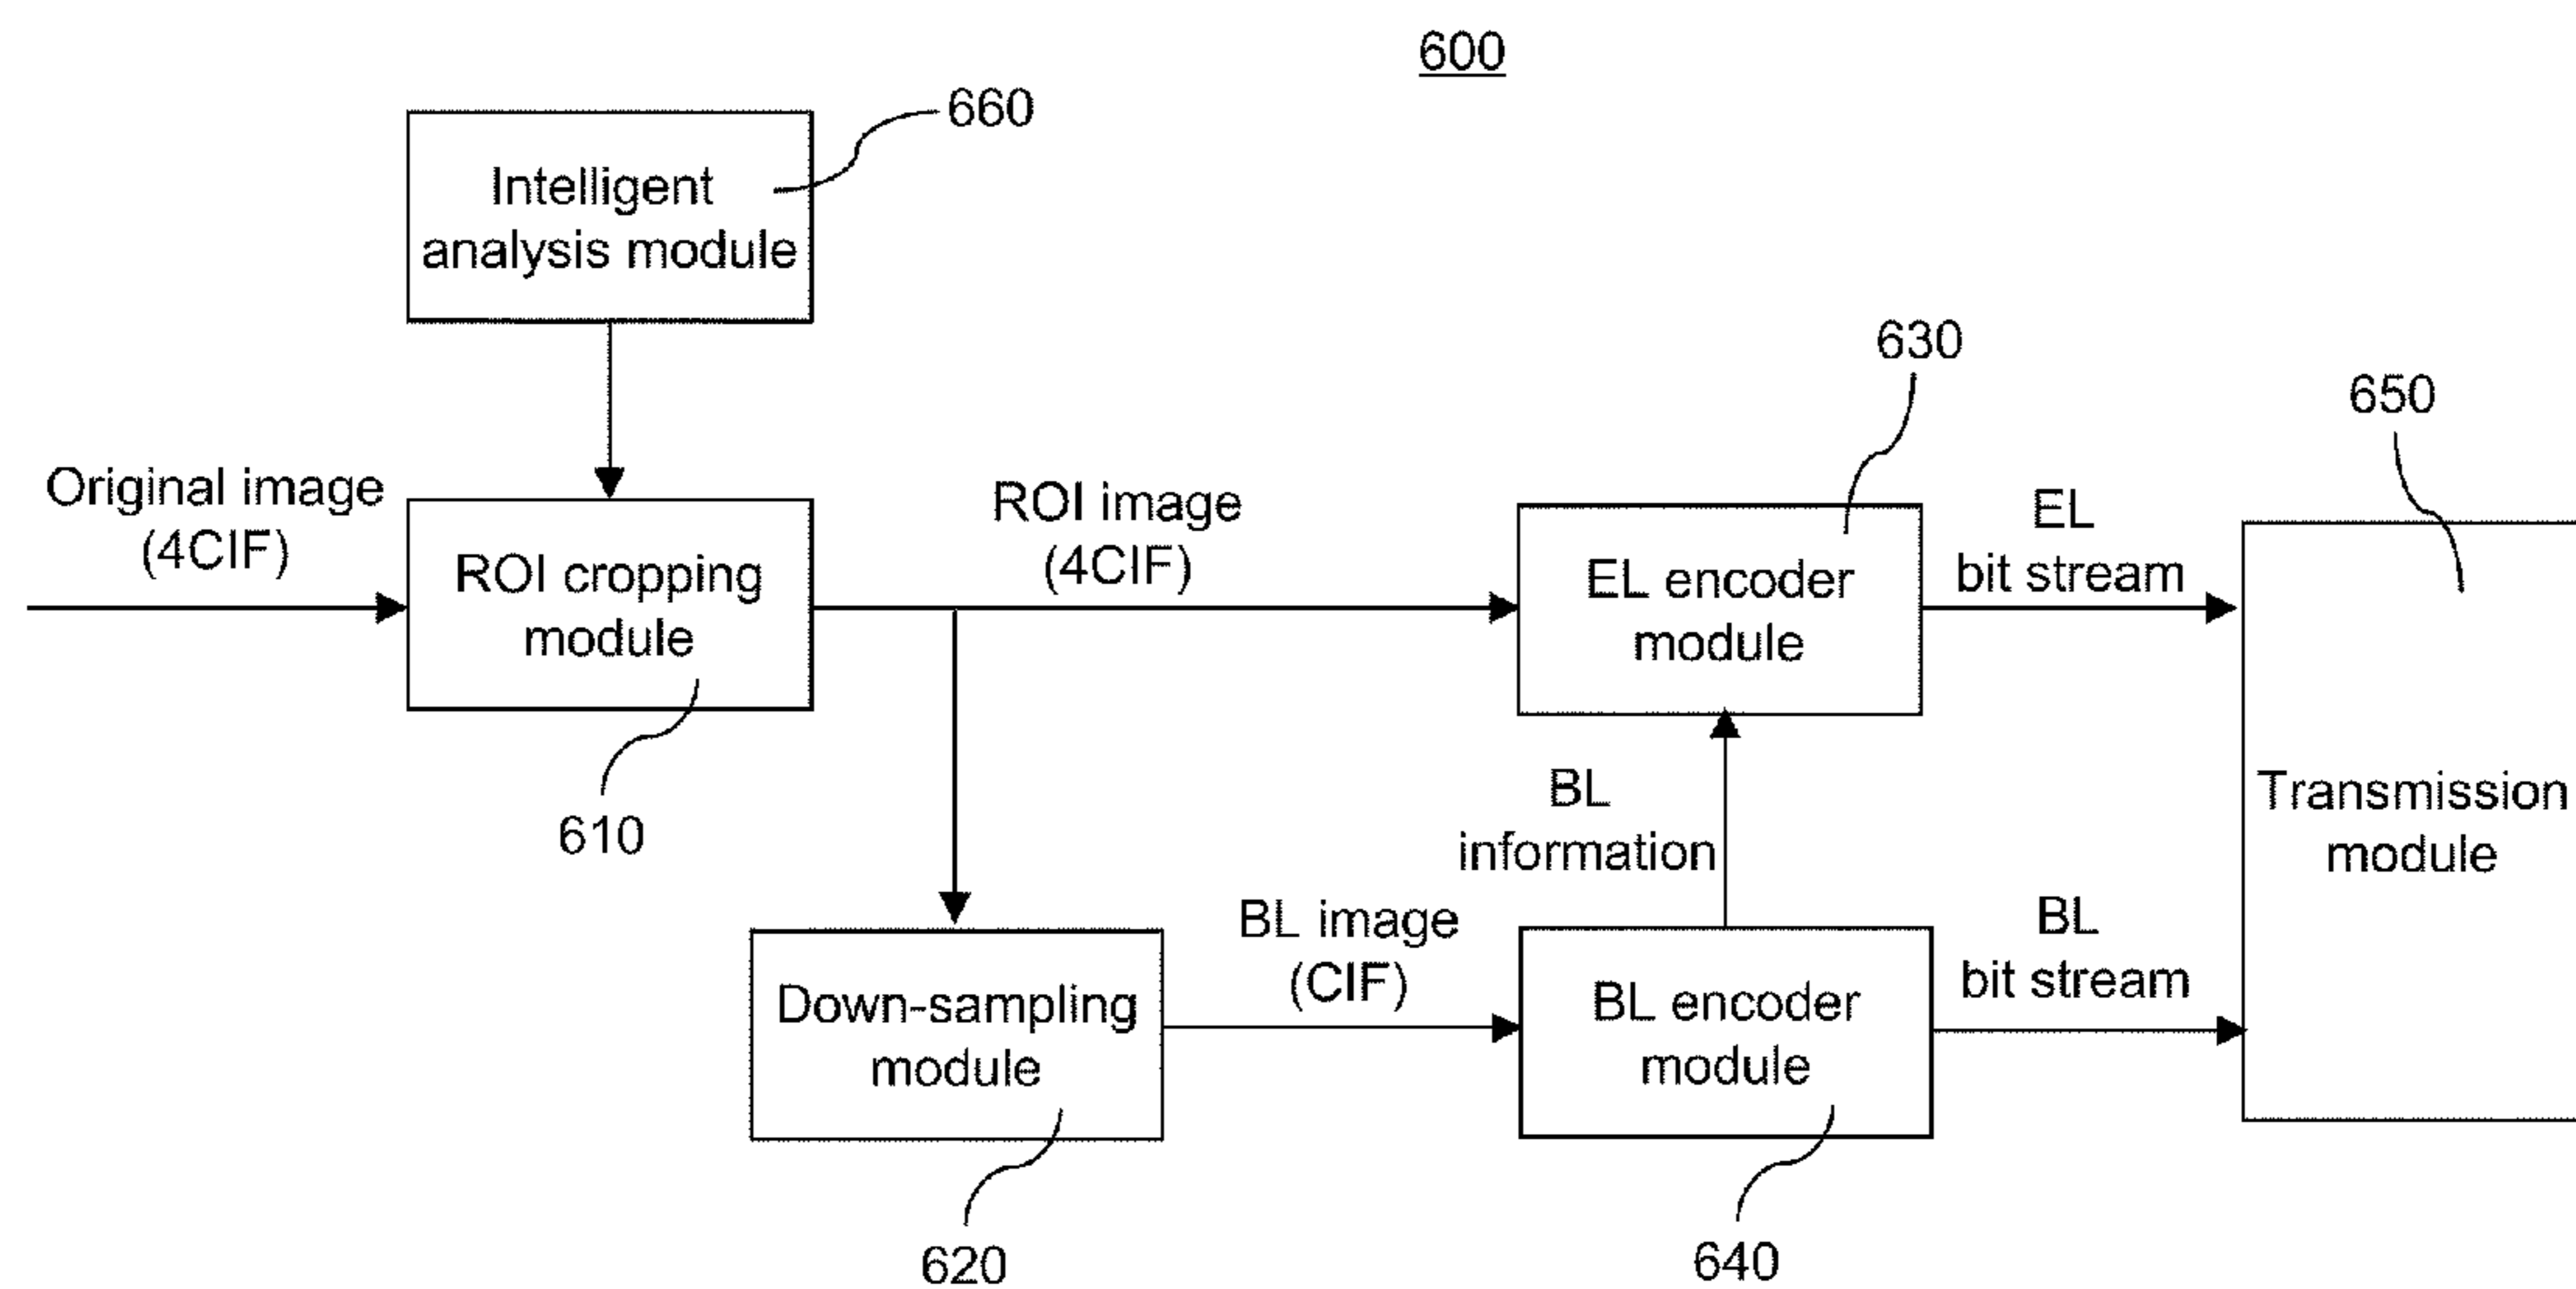 600
660
Intelligent
analysis module
630
650
Original image
(4CIF)
ROI image
(4CIF)
EL
bit stream
ROI cropping
module
EL encoder
module
610
BL
information
Transmission
module
BL image
(CIF)
BL
bit stream
Down-sampling
module
BL encoder
module
620
640